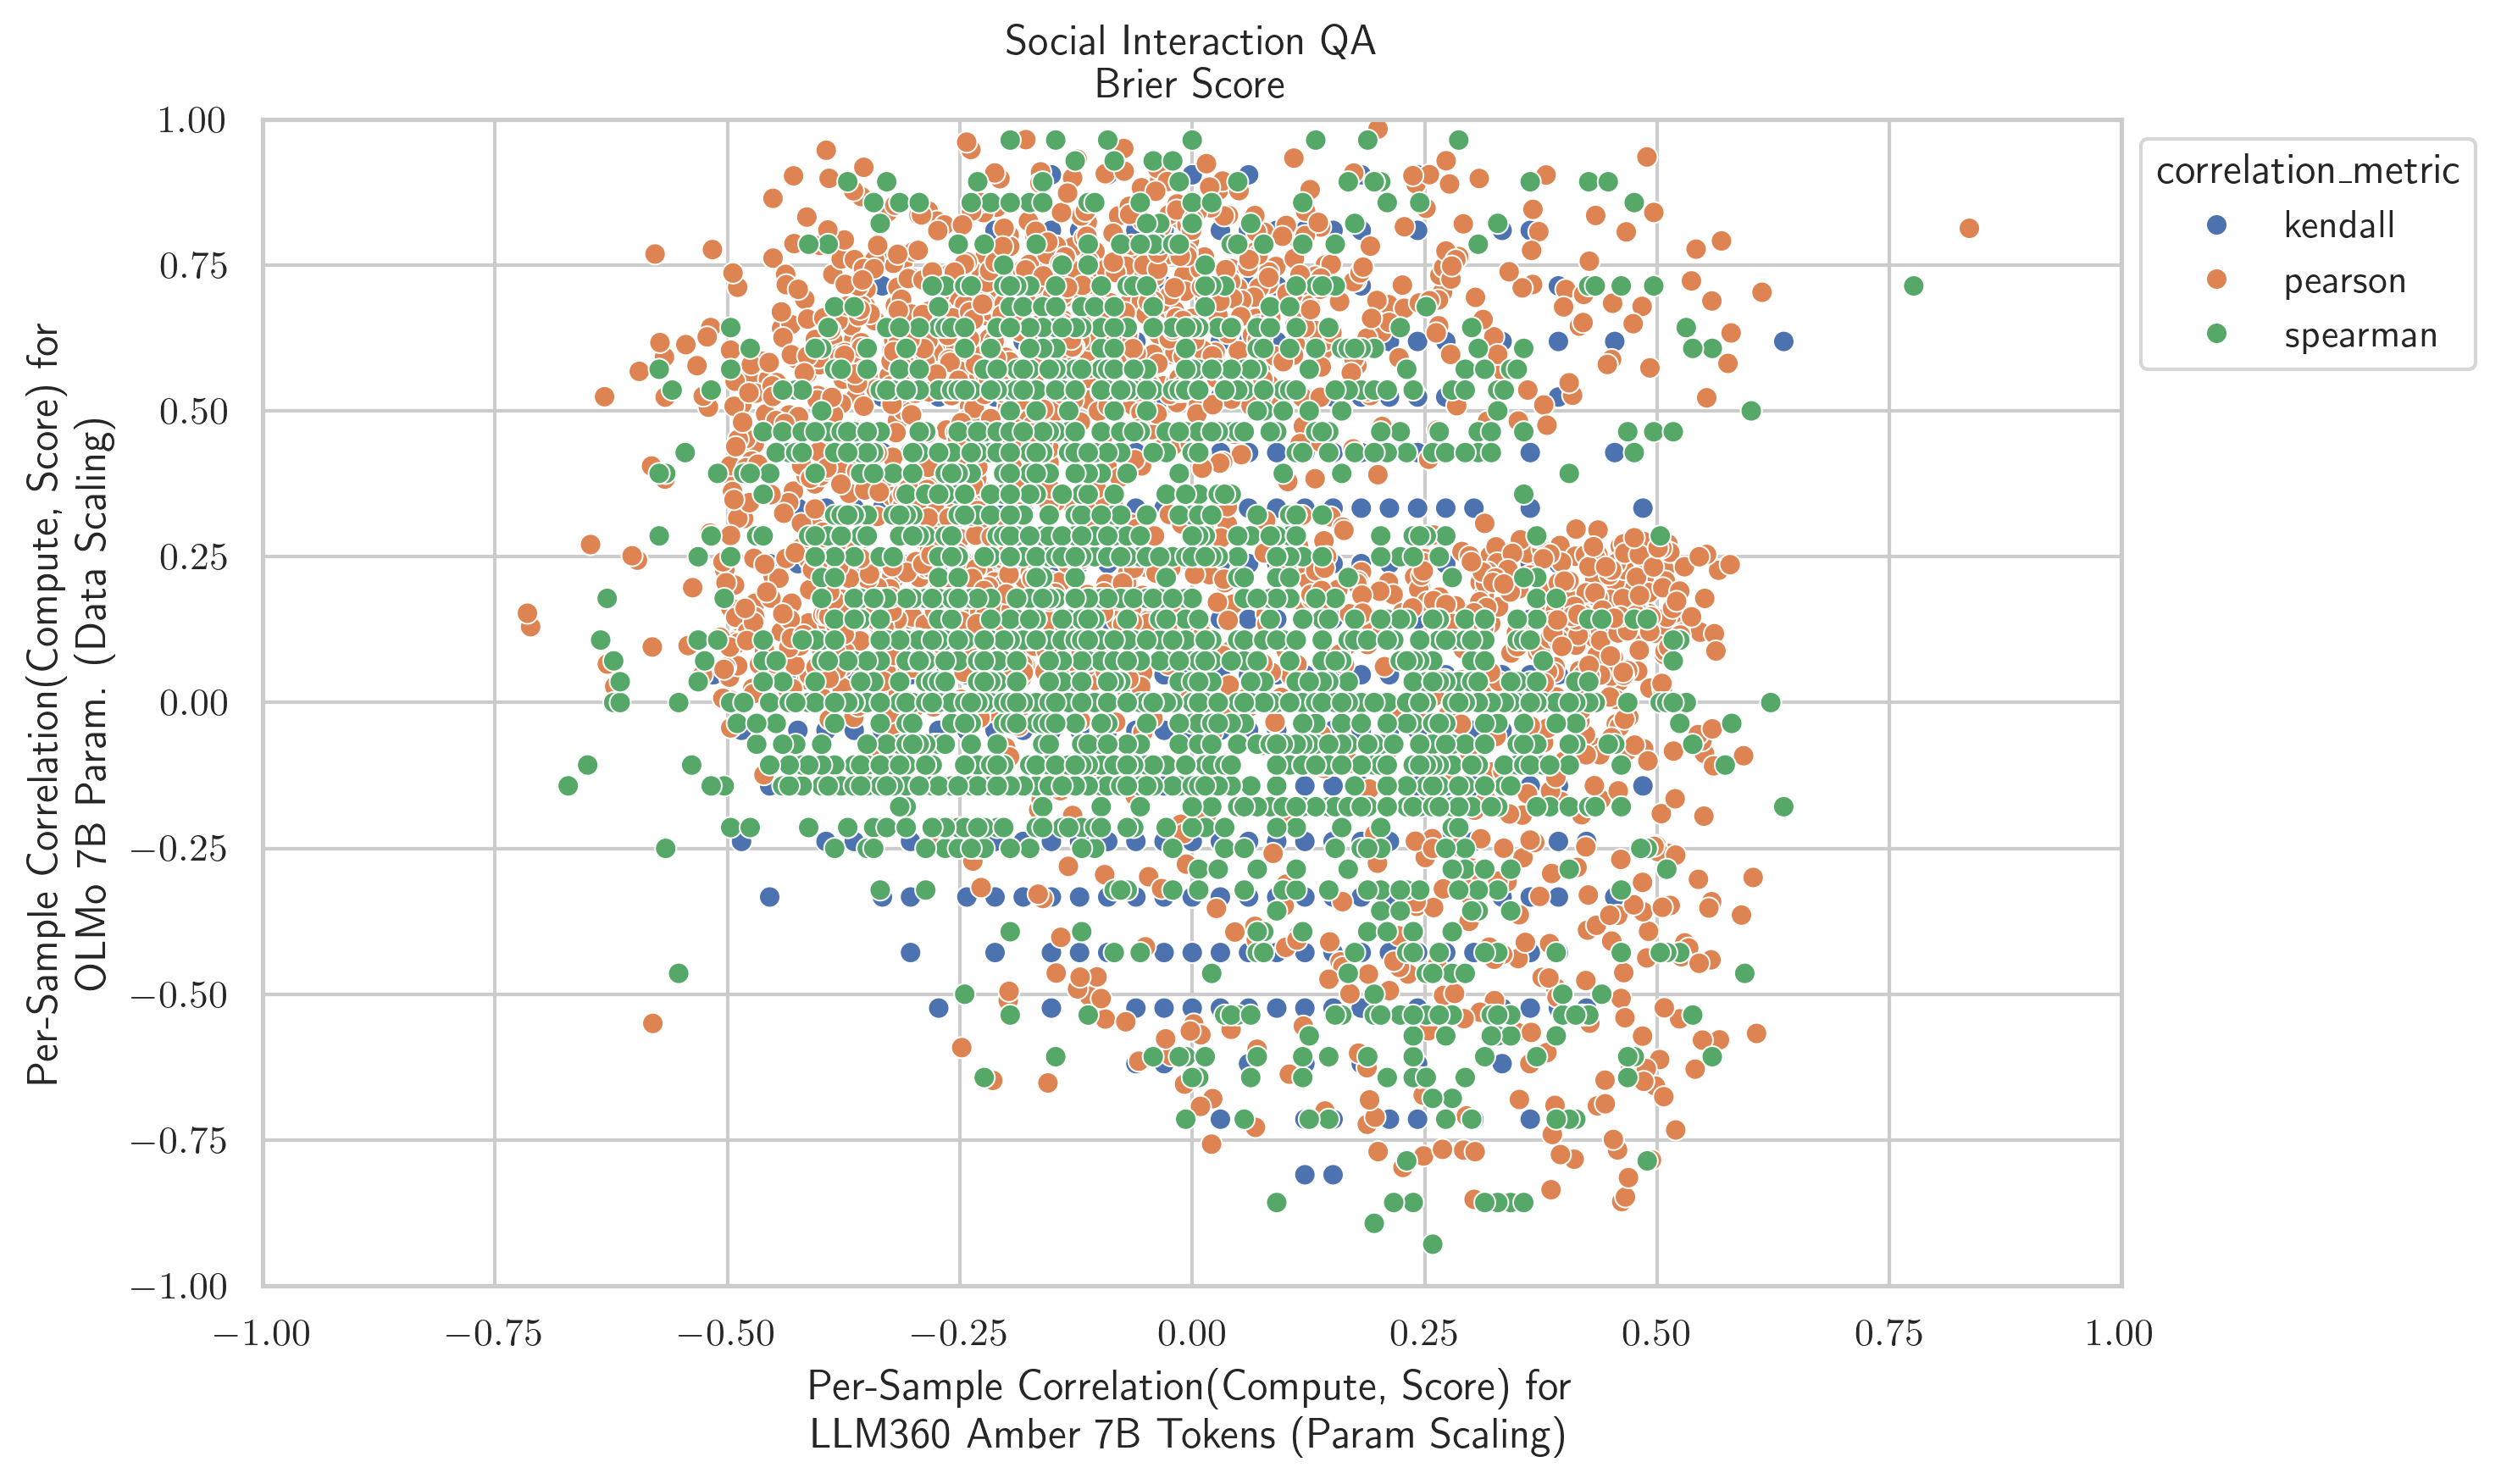 Social Interaction QA
Brier Score
Per-Sample Correlation(Compute, Score) for
OLMo 7B Param. (Data Scaling)
1.00
0.75
0.50
0.25
0.00
−0.25
−0.50
−0.75
−1.00
−1.00 −0.75 −0.50 −0.25 0.00 0.25 0.50 0.75 1.00
Per-Sample Correlation(Compute, Score) for
LLM360 Amber 7B Tokens (Param Scaling)
correlation_metric
kendall
pearson
spearman